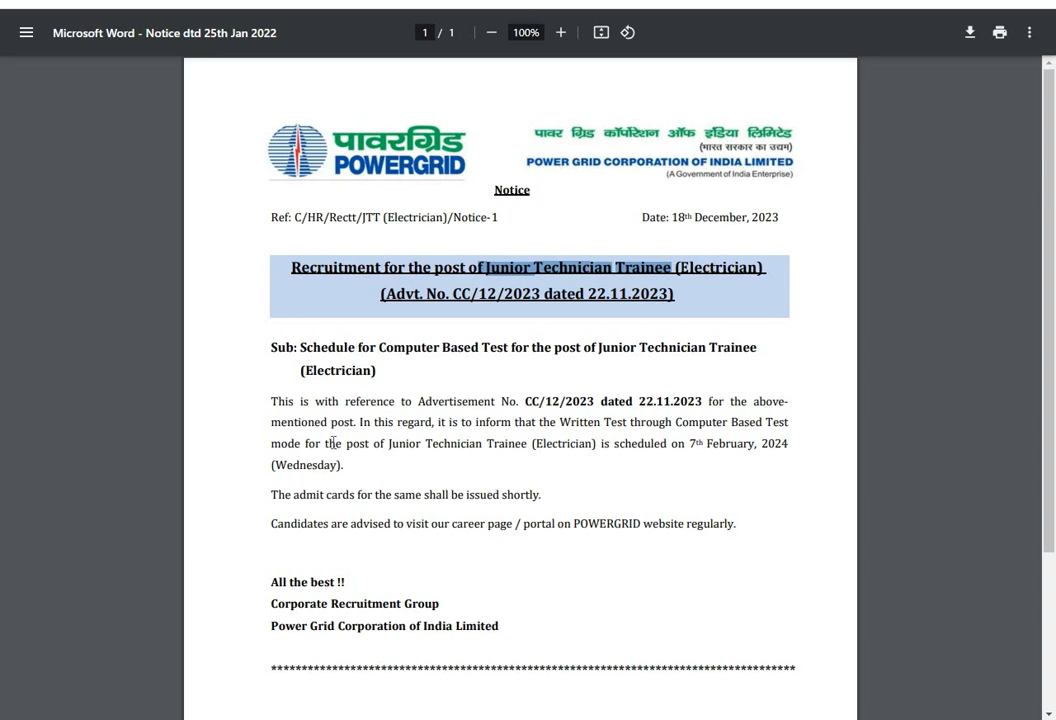 Microsoft Word - Notice dtd 25th Jan 2022
1 / 1
100%
पावरग्रिड
POWERGRID
पावर ग्रिड कॉर्पोरेशन ऑफ इंडिया लिमिटेड
(भारत सरकार का उद्यम)
POWER GRID CORPORATION OF INDIA LIMITED
(A Government of India Enterprise)
Notice
Ref: C/HR/Rectt/JTT (Electrician)/Notice-1 Date: 18th December, 2023
Recruitment for the post of Junior Technician Trainee (Electrician)
(Advt. No. CC/12/2023 dated 22.11.2023)
Sub: Schedule for Computer Based Test for the post of Junior Technician Trainee
(Electrician)
This is with reference to Advertisement No. CC/12/2023 dated 22.11.2023 for the above-
mentioned post. In this regard, it is to inform that the Written Test through Computer Based Test
mode for the post of Junior Technician Trainee (Electrician) is scheduled on 7th February, 2024
(Wednesday).
The admit cards for the same shall be issued shortly.
Candidates are advised to visit our career page / portal on POWERGRID website regularly.
All the best !!
Corporate Recruitment Group
Power Grid Corporation of India Limited
**************************************************************************************